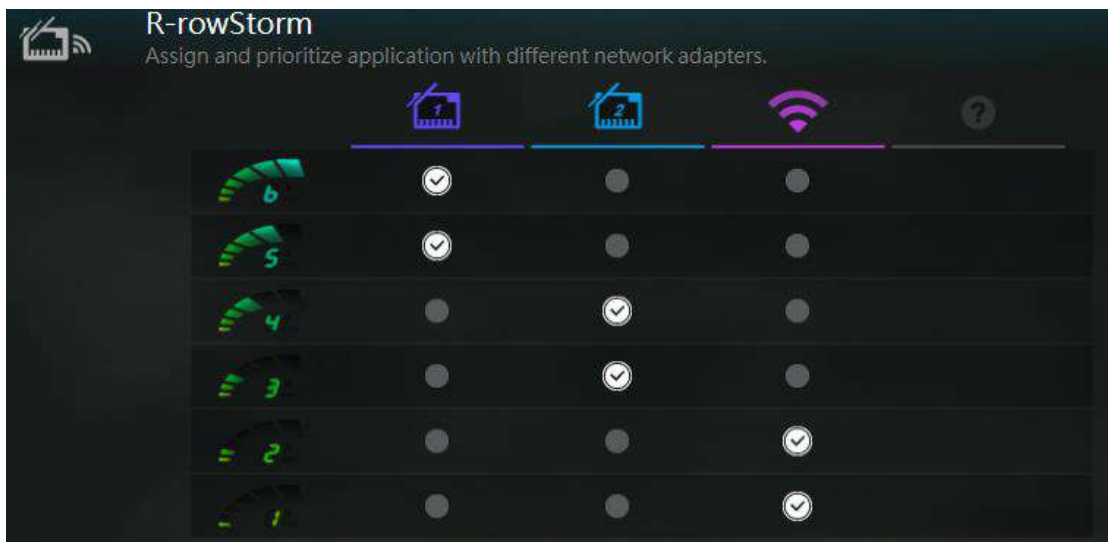 R-rowStorm
Assign and prioritize application with different network adapters.
1 2 ?
6
5
4
3
2
1